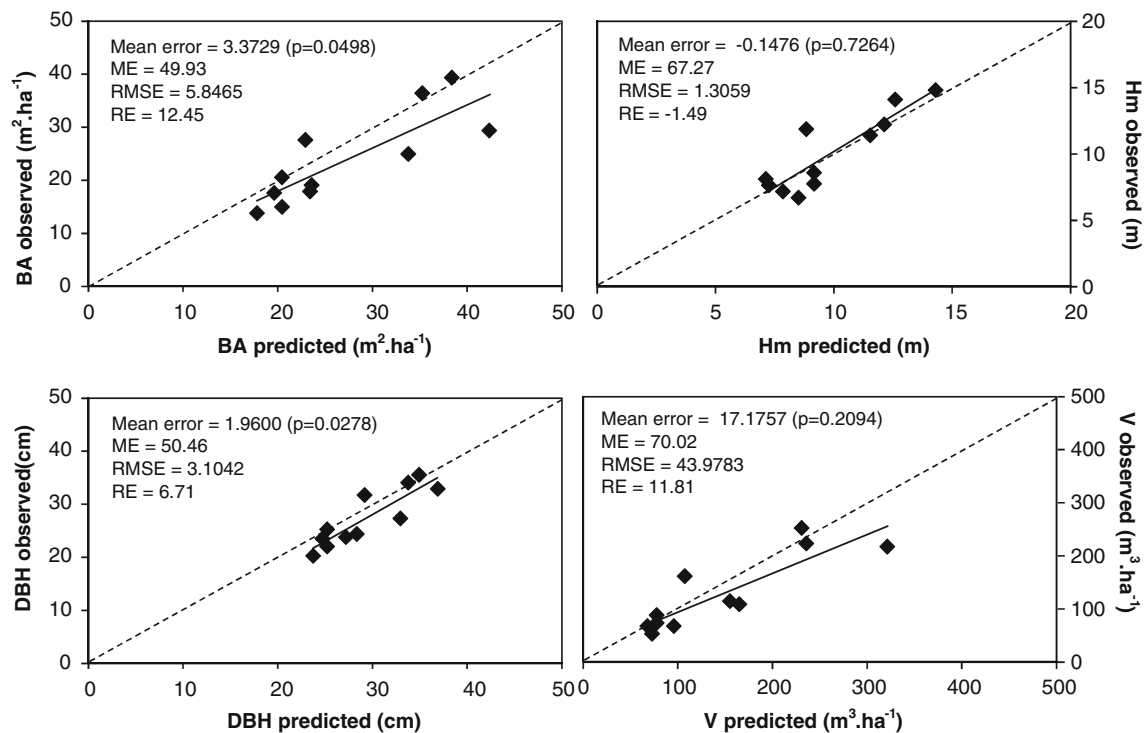 50
40
30
20
10
0
BA observed (m².ha⁻¹)
Mean error = 3.3729 (p=0.0498)
ME = 49.93
RMSE = 5.8465
RE = 12.45
0 10 20 30 40 50
BA predicted (m².ha⁻¹)
Mean error = -0.1476 (p=0.7264)
ME = 67.27
RMSE = 1.3059
RE = -1.49
20
15
10
5
0
Hm observed (m)
0 5 10 15 20
Hm predicted (m)
50
40
30
20
10
0
DBH observed(cm)
Mean error = 1.9600 (p=0.0278)
ME = 50.46
RMSE = 3.1042
RE = 6.71
0 10 20 30 40 50
DBH predicted (cm)
Mean error = 17.1757 (p=0.2094)
ME = 70.02
RMSE = 43.9783
RE = 11.81
500
400
300
200
100
0
V observed (m³.ha⁻¹)
0 100 200 300 400 500
V predicted (m³.ha⁻¹)